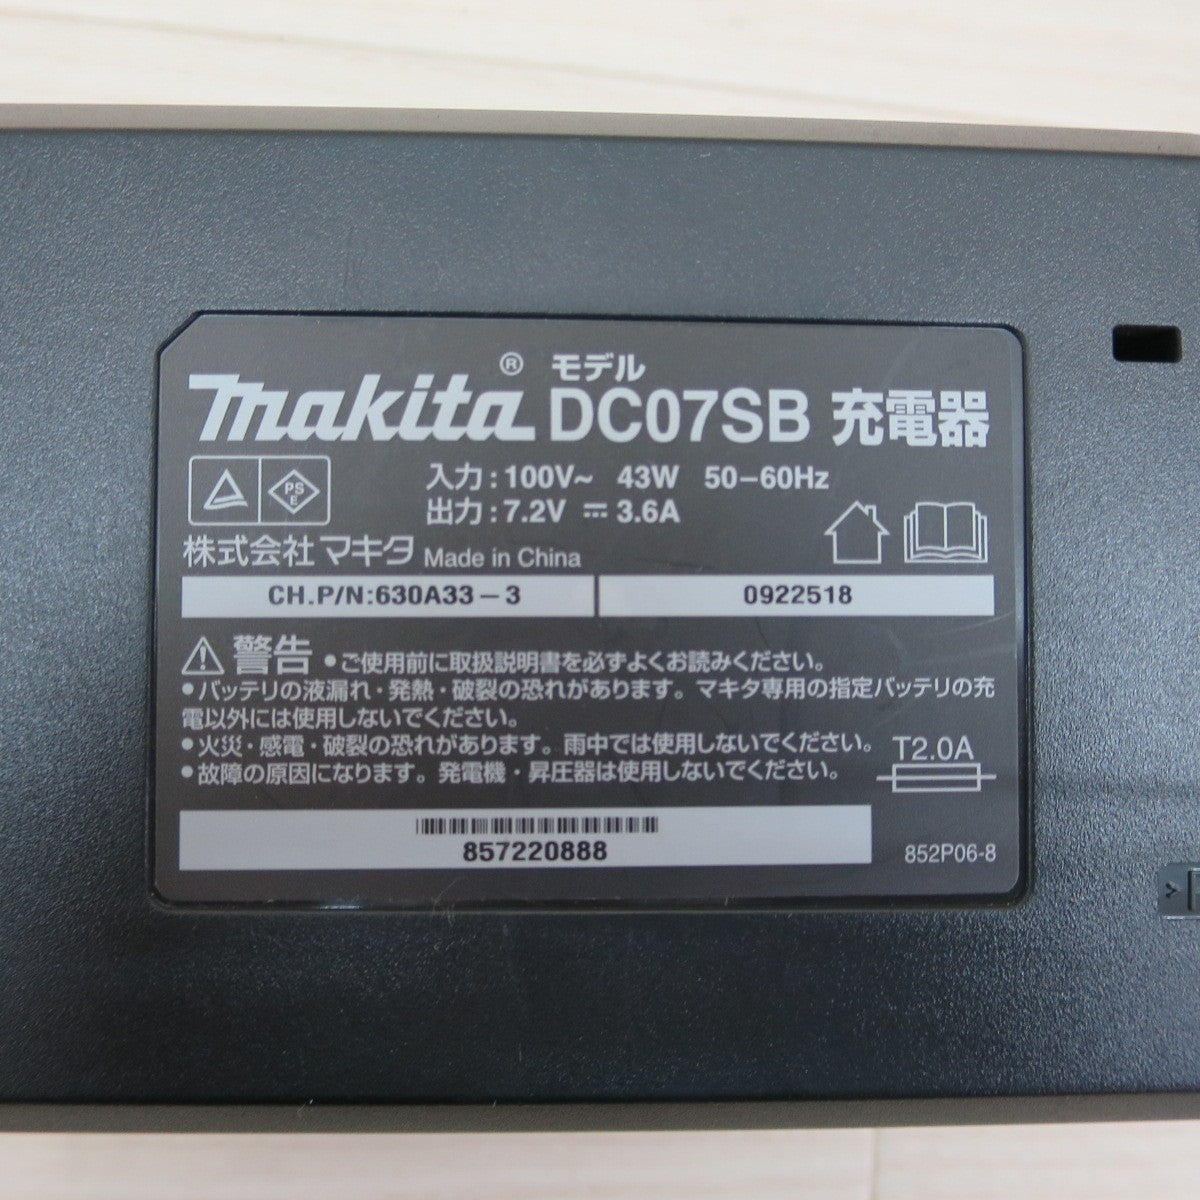 makita® モデル DC07SB 充電器
PS E
入力:100V~ 43W 50-60Hz
出力:7.2V ⎓ 3.6A
株式会社マキタ Made in China
CH.P/N:630A33-3 0922518
⚠警告 ●ご使用前に取扱説明書を必ずよくお読みください。
●バッテリの液漏れ・発熱・破裂の恐れがあります。マキタ専用の指定バッテリの充
電以外には使用しないでください。
●火災・感電・破裂の恐れがあります。雨中では使用しないでください。
●故障の原因になります。発電機・昇圧器は使用しないでください。
T2.0A
857220888
852P06-8